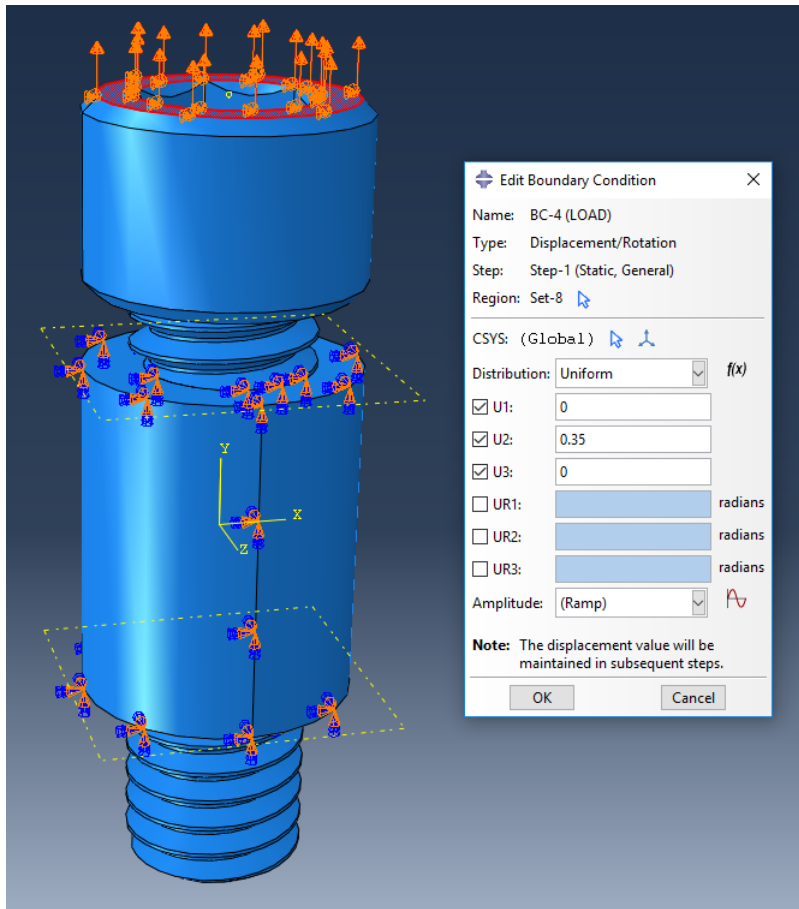 Edit Boundary Condition
Name: BC-4 (LOAD)
Type: Displacement/Rotation
Step: Step-1 (Static, General)
Region: Set-8
CSYS: (Global)
Distribution: Uniform f(x)
U1: 0
U2: 0.35
U3: 0
UR1: radians
UR2: radians
UR3: radians
Amplitude: (Ramp)
Note: The displacement value will be
maintained in subsequent steps.
OK Cancel
Y
X
Z